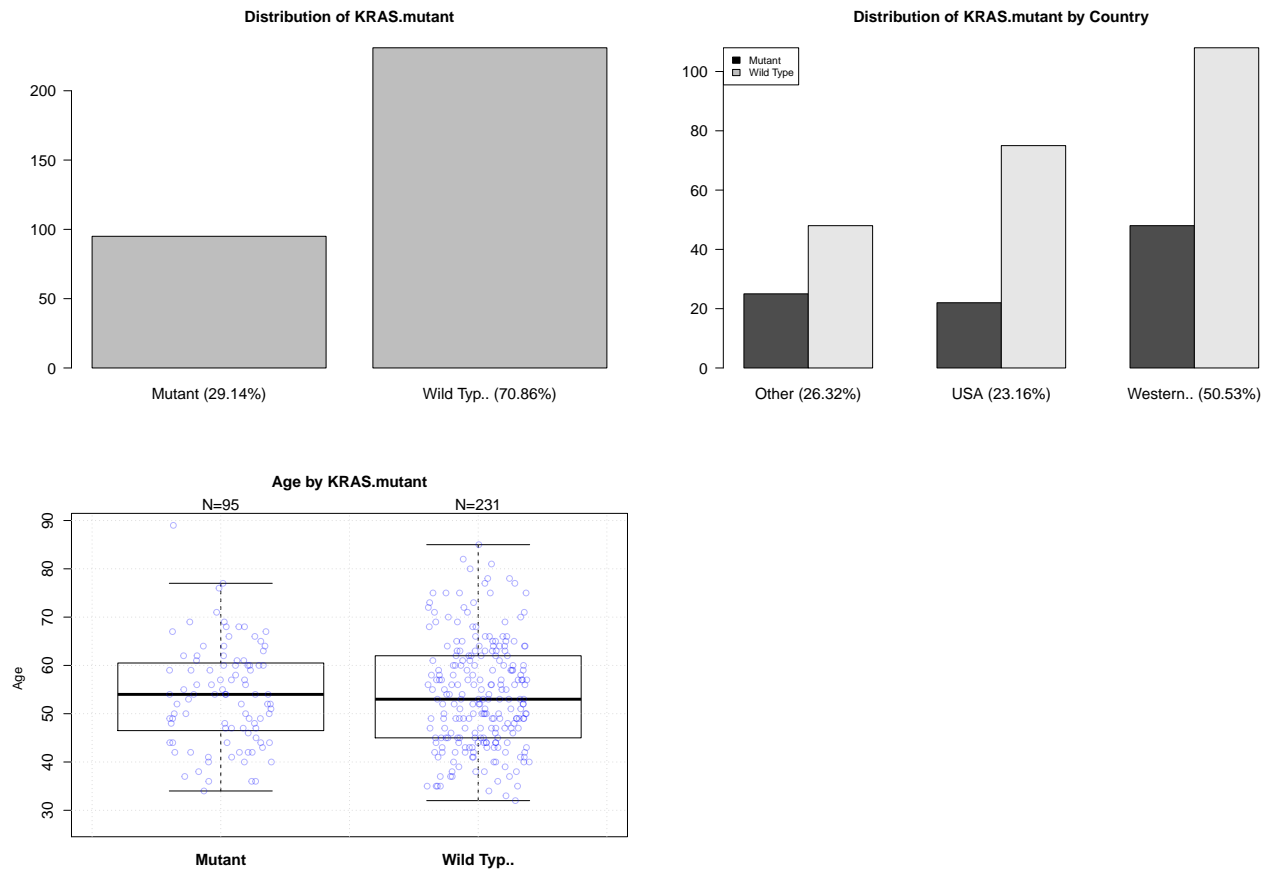 Distribution of KRAS.mutant
200
150
100
50
0
Mutant (29.14%)
Wild Typ.. (70.86%)
Distribution of KRAS.mutant by Country
Mutant
Wild Type
100
80
60
40
20
0
Other (26.32%)
USA (23.16%)
Western.. (50.53%)
Age by KRAS.mutant
N=95
N=231
Age
90
80
70
60
50
40
30
Mutant
Wild Typ..